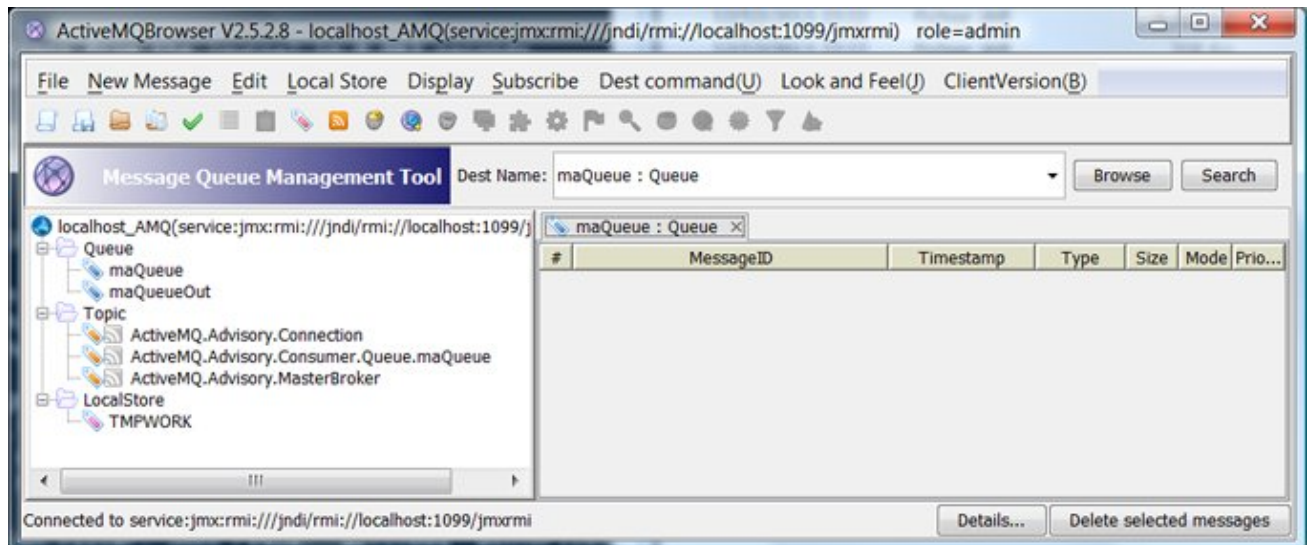 ActiveMQBrowser V2.5.2.8 - localhost_AMQ(service:jmx:rmi:///jndi/rmi://localhost:1099/jmxrmi) role=admin
File New Message Edit Local Store Display Subscribe Dest command(U) Look and Feel(J) ClientVersion(B)
Message Queue Management Tool Dest Name: maQueue : Queue Browse Search
localhost_AMQ(service:jmx:rmi:///jndi/rmi://localhost:1099/j
Queue
maQueue
maQueueOut
Topic
ActiveMQ.Advisory.Connection
ActiveMQ.Advisory.Consumer.Queue.maQueue
ActiveMQ.Advisory.MasterBroker
LocalStore
TMPWORK
maQueue : Queue
# MessageID Timestamp Type Size Mode Prio...
Connected to service:jmx:rmi:///jndi/rmi://localhost:1099/jmxrmi Details... Delete selected messages